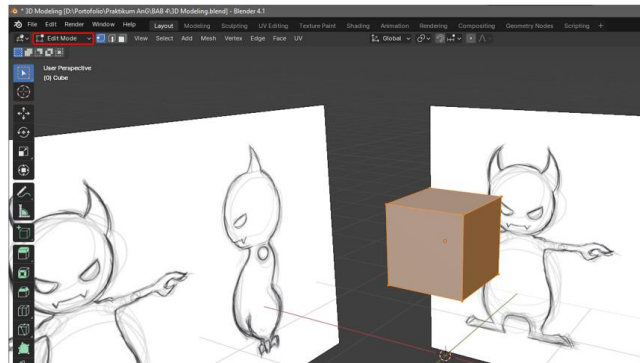 * 3D Modeling [D:\Portofolio\Praktikum AnG\BAB 4\3D Modeling.blend] - Blender 4.1
File Edit Render Window Help Layout Modeling Sculpting UV Editing Texture Paint Shading Animation Rendering Compositing Geometry Nodes Scripting +
Edit Mode View Select Add Mesh Vertex Edge Face UV Global
User Perspective
(0) Cube